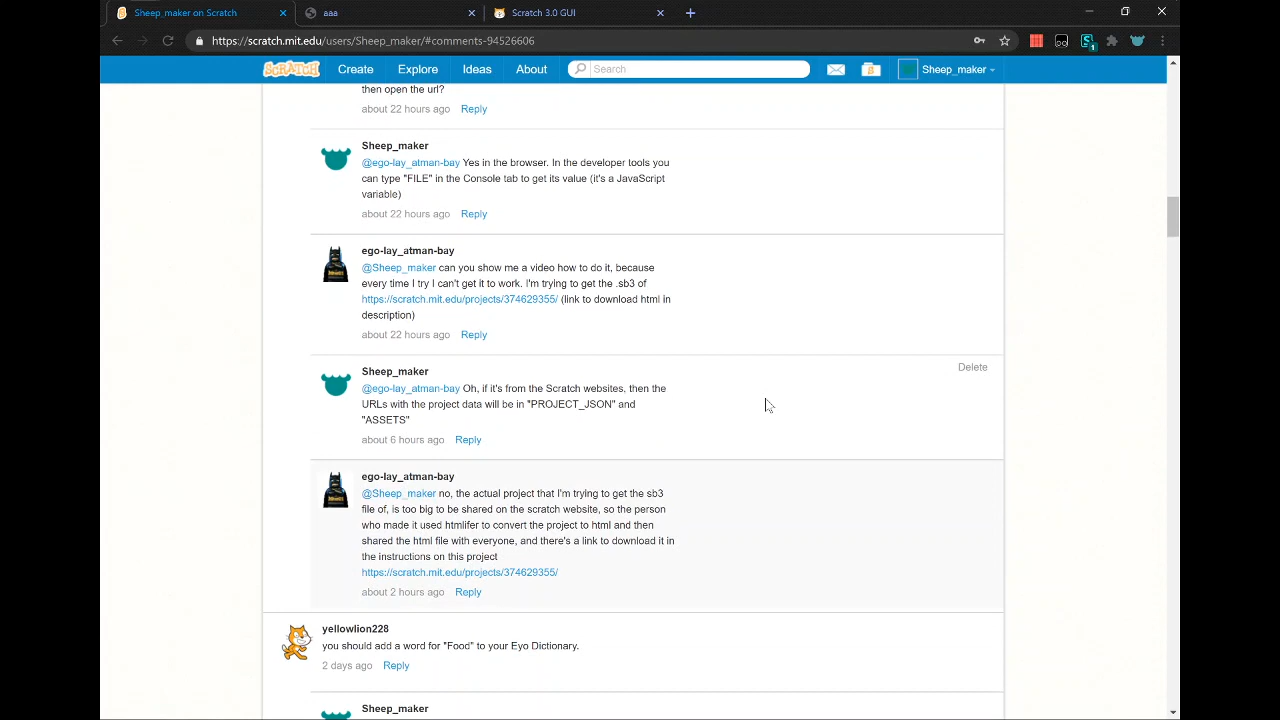 Sheep_maker on Scratch
aaa
Scratch 3.0 GUI
https://scratch.mit.edu/users/Sheep_maker/#comments-94526606
1
SCRATCH
Create
Explore
Ideas
About
Search
Sheep_maker
then open the url?
about 22 hours ago Reply
Sheep_maker
@ego-lay_atman-bay Yes in the browser. In the developer tools you
can type "FILE" in the Console tab to get its value (it's a JavaScript
variable)
about 22 hours ago Reply
ego-lay_atman-bay
@Sheep_maker can you show me a video how to do it, because
every time I try I can't get it to work. I'm trying to get the .sb3 of
https://scratch.mit.edu/projects/374629355/ (link to download html in
description)
about 22 hours ago Reply
Sheep_maker
Delete
@ego-lay_atman-bay Oh, if it's from the Scratch websites, then the
URLs with the project data will be in "PROJECT_JSON" and
"ASSETS"
about 6 hours ago Reply
ego-lay_atman-bay
@Sheep_maker no, the actual project that I'm trying to get the sb3
file of, is too big to be shared on the scratch website, so the person
who made it used htmlifer to convert the project to html and then
shared the html file with everyone, and there's a link to download it in
the instructions on this project
https://scratch.mit.edu/projects/374629355/
about 2 hours ago Reply
yellowlion228
you should add a word for "Food" to your Eyo Dictionary.
2 days ago Reply
Sheep_maker